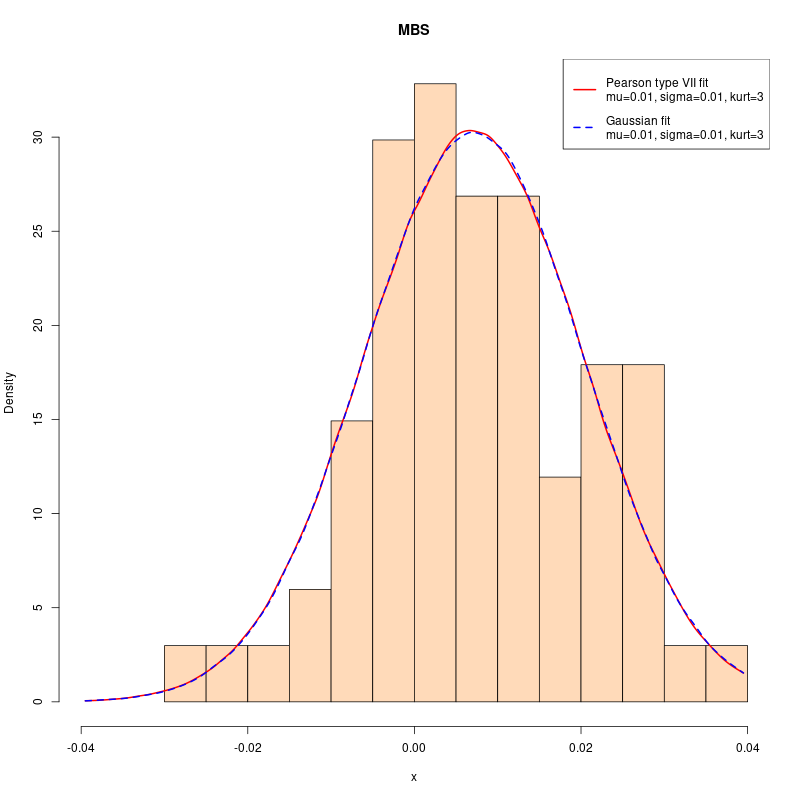 MBS
Pearson type VII fit
mu=0.01, sigma=0.01, kurt=3
Gaussian fit
mu=0.01, sigma=0.01, kurt=3
Density
30
25
20
15
10
5
0
-0.04 -0.02 0.00 0.02 0.04
x